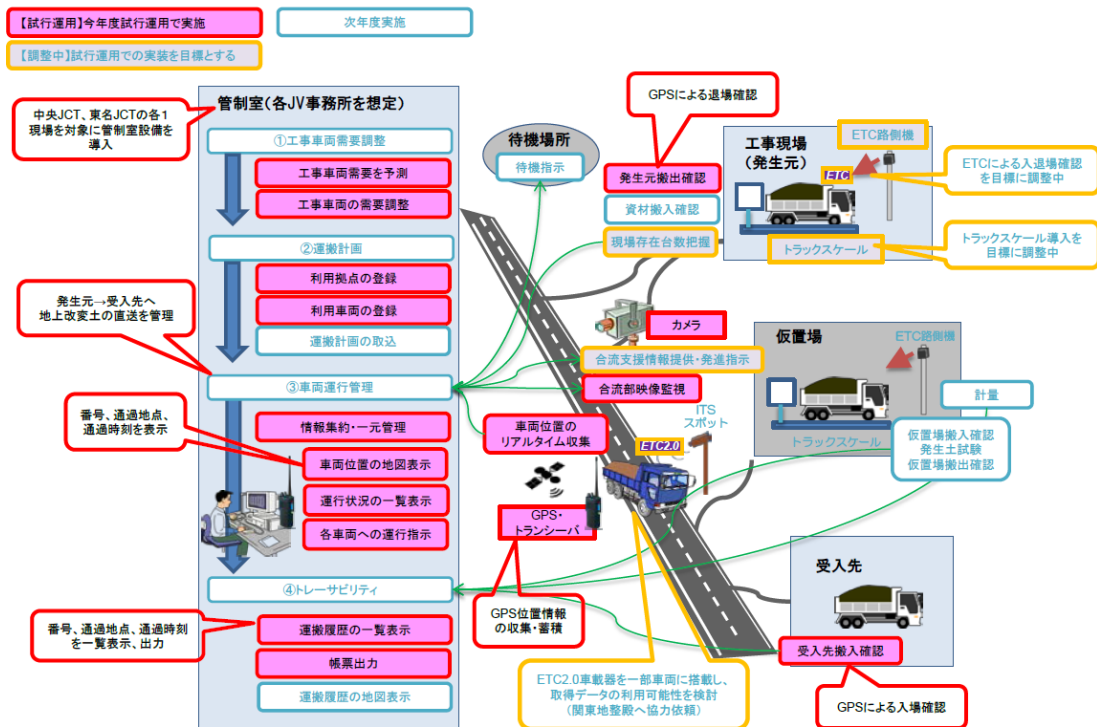 【試行運用】今年度試行運用で実施
次年度実施
【調整中】試行運用での実装を目標とする
中央JCT、東名JCTの各1
現場を対象に管制室設備を
導入
管制室（各JV事務所を想定）
①工事車両需要調整
工事車両需要を予測
工事車両の需要調整
②運搬計画
利用拠点の登録
利用車両の登録
運搬計画の取込
発生元→受入先へ
地上改変土の直送を管理
③車両運行管理
番号、通過地点、
通過時刻を表示
情報集約・一元管理
車両位置の地図表示
運行状況の一覧表示
各車両への運行指示
④トレーサビリティ
番号、通過地点、通過時刻
を一覧表示、出力
運搬履歴の一覧表示
帳票出力
運搬履歴の地図表示
待機場所
待機指示
GPSによる退場確認
発生元搬出確認
資材搬入確認
現場存在台数把握
工事現場
（発生元）
ETC路側機
ETC
トラックスケール
ETCによる入退場確認
を目標に調整中
トラックスケール導入を
目標に調整中
カメラ
合流支援情報提供・発進指示
合流部映像監視
車両位置の
リアルタイム収集
ITS
スポット
ETC2.0
GPS・
トランシーバ
GPS位置情報
の収集・蓄積
仮置場
ETC路側機
トラックスケール
計量
仮置場搬入確認
発生土試験
仮置場搬出確認
受入先
受入先搬入確認
GPSによる入場確認
ETC2.0車載器を一部車両に搭載し、
取得データの利用可能性を検討
（関東地整殿へ協力依頼）